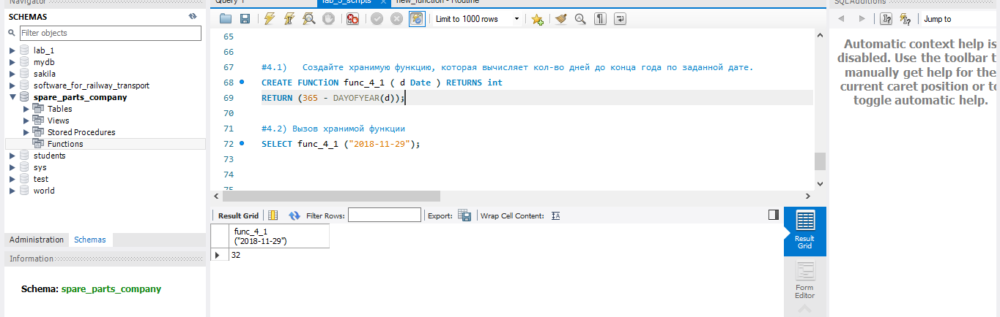 Navigator
SCHEMAS
Filter objects
lab_1
mydb
sakila
software_for_railway_transport
spare_parts_company
Tables
Views
Stored Procedures
Functions
students
sys
test
world
Administration Schemas
Information
Schema: spare_parts_company
Query 1 lab_5_scripts new_function - Routine
Limit to 1000 rows
65
66
67 #4.1) Создайте хранимую функцию, которая вычисляет кол-во дней до конца года по заданной дате.
68 CREATE FUNCTiON func_4_1 ( d Date ) RETURNS int
69 RETURN (365 - DAYOFYEAR(d));
70
71 #4.2) Вызов хранимой функции
72 SELECT func_4_1 ("2018-11-29");
73
74
75
Result Grid Filter Rows: Export: Wrap Cell Content:
func_4_1
("2018-11-29")
32
Result
Grid
Form
Editor
SQLAdditions
Jump to
Automatic context help is
disabled. Use the toolbar t
manually get help for the
current caret position or to
toggle automatic help.